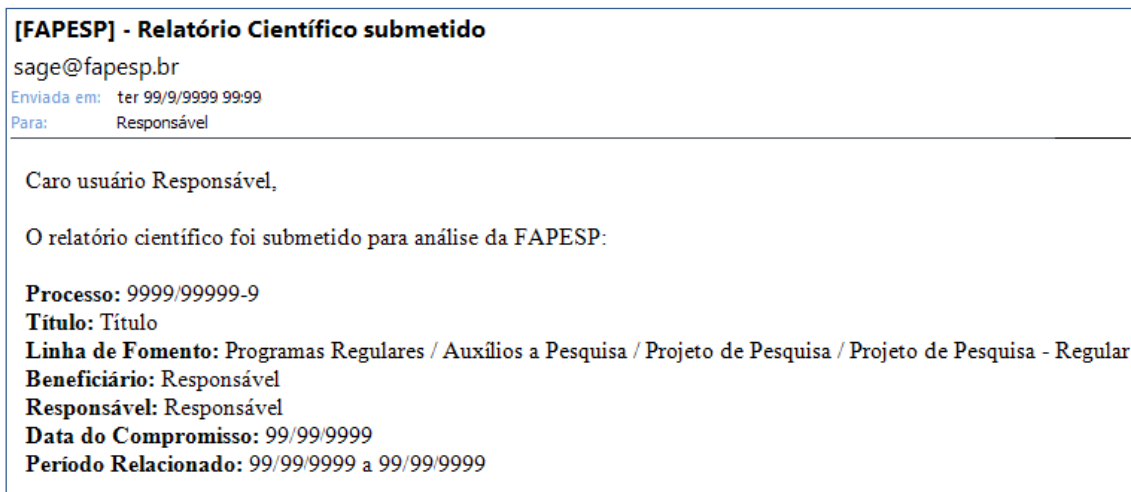 [FAPESP] - Relatório Científico submetido
sage@fapesp.br
Enviada em: ter 99/9/9999 99:99
Para: Responsável
Caro usuário Responsável,
O relatório científico foi submetido para análise da FAPESP:
Processo: 9999/99999-9
Título: Título
Linha de Fomento: Programas Regulares / Auxílios a Pesquisa / Projeto de Pesquisa / Projeto de Pesquisa - Regular
Beneficiário: Responsável
Responsável: Responsável
Data do Compromisso: 99/99/9999
Período Relacionado: 99/99/9999 a 99/99/9999